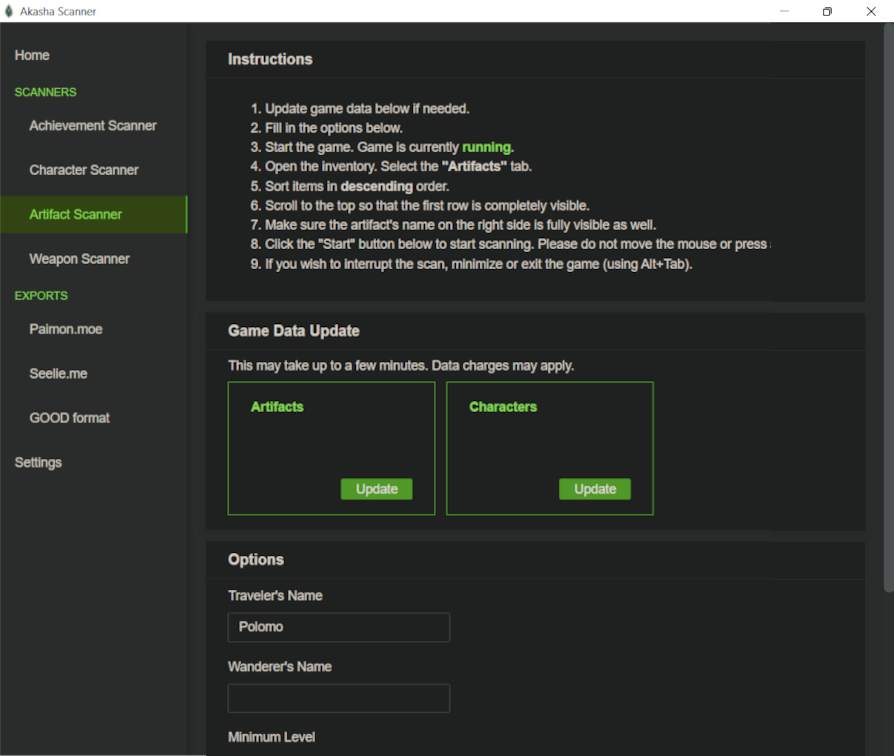 Akasha Scanner
Home
SCANNERS
Achievement Scanner
Character Scanner
Artifact Scanner
Weapon Scanner
EXPORTS
Paimon.moe
Seelie.me
GOOD format
Settings
Instructions
1. Update game data below if needed.
2. Fill in the options below.
3. Start the game. Game is currently running.
4. Open the inventory. Select the "Artifacts" tab.
5. Sort items in descending order.
6. Scroll to the top so that the first row is completely visible.
7. Make sure the artifact's name on the right side is fully visible as well.
8. Click the "Start" button below to start scanning. Please do not move the mouse or press
9. If you wish to interrupt the scan, minimize or exit the game (using Alt+Tab).
Game Data Update
This may take up to a few minutes. Data charges may apply.
Artifacts
Characters
Update
Update
Options
Traveler's Name
Polomo
Wanderer's Name
Minimum Level